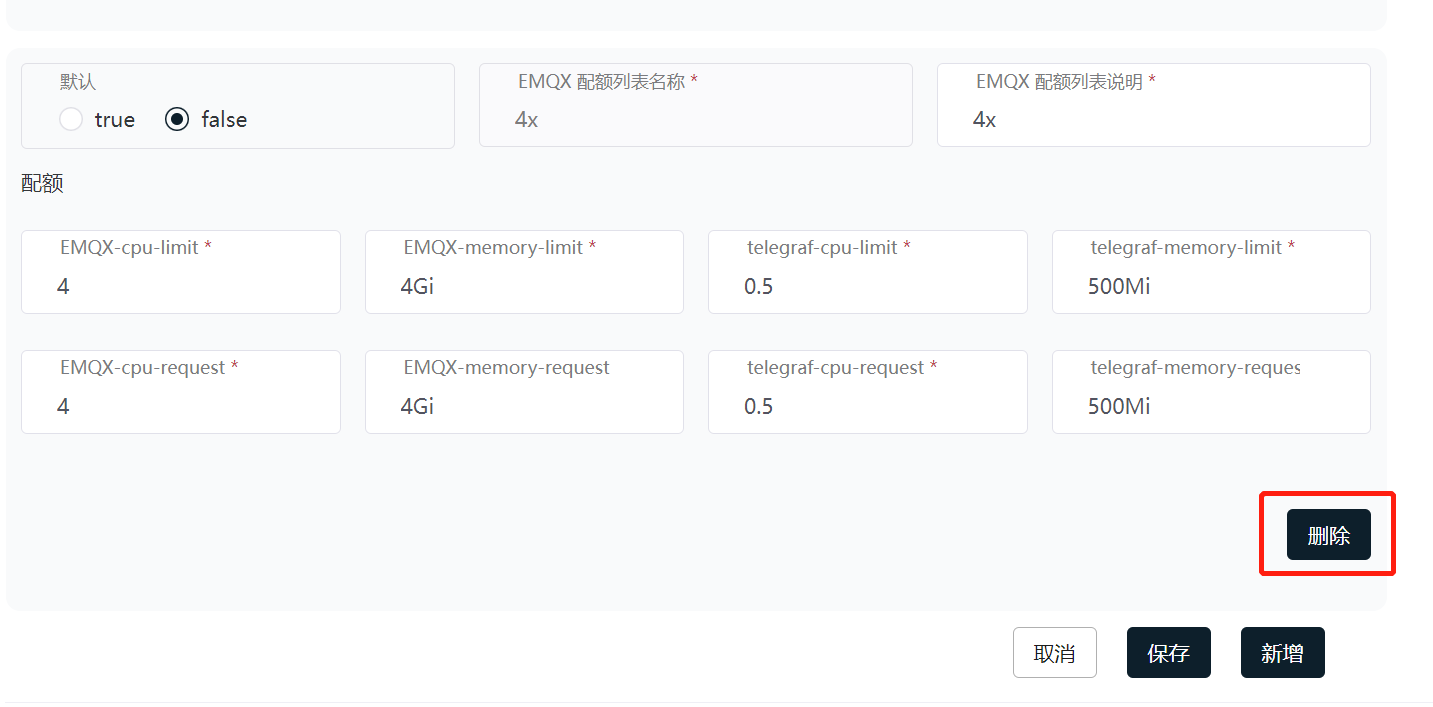 默认
true
false
EMQX 配额列表名称 *
4x
EMQX 配额列表说明 *
4x
配额
EMQX-cpu-limit *
4
EMQX-memory-limit *
4Gi
telegraf-cpu-limit *
0.5
telegraf-memory-limit *
500Mi
EMQX-cpu-request *
4
EMQX-memory-request
4Gi
telegraf-cpu-request *
0.5
telegraf-memory-reques
500Mi
删除
取消
保存
新增